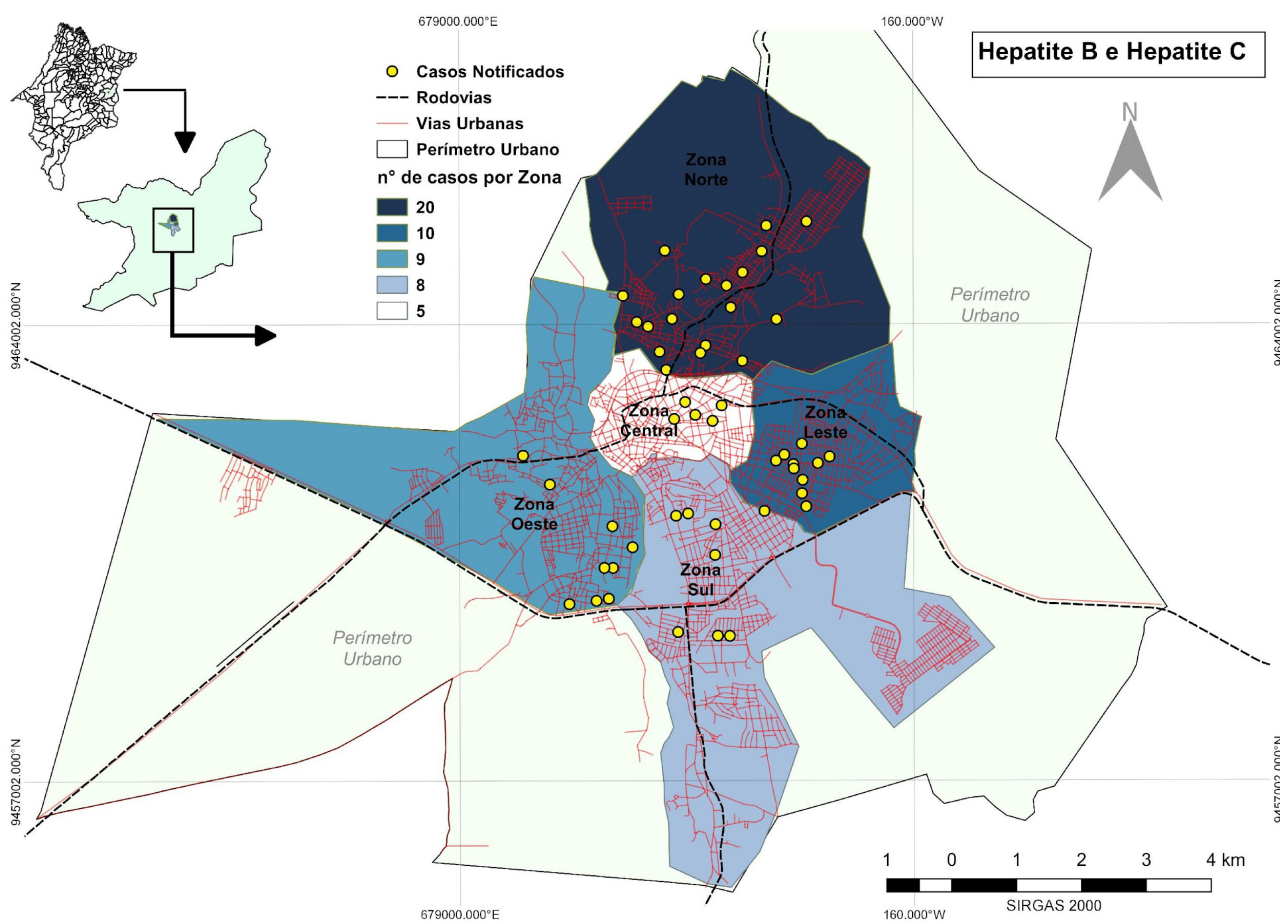 679000.000°E
160.000°W
Hepatite B e Hepatite C
Casos Notificados
Rodovias
Vias Urbanas
Perímetro Urbano
n° de casos por Zona
20
10
9
8
5
N
Zona
Norte
Perímetro
Urbano
9464002.000°N
9464002.000°N
Zona
Central
Zona
Leste
Zona
Oeste
Zona
Sul
Perímetro
Urbano
9457002.000°N
9457002.000°N
1 0 1 2 3 4 km
SIRGAS 2000
679000.000°E
160.000°W